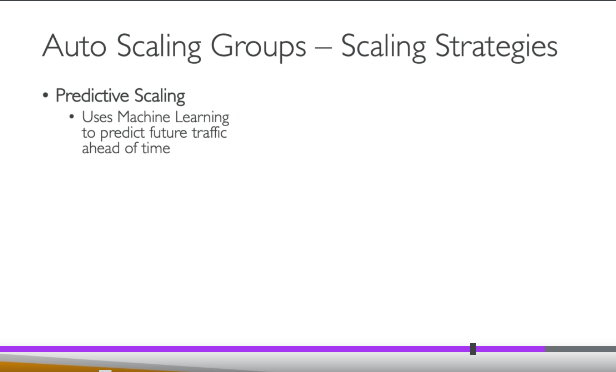 Auto Scaling Groups – Scaling Strategies
• Predictive Scaling
• Uses Machine Learning
to predict future traffic
ahead of time